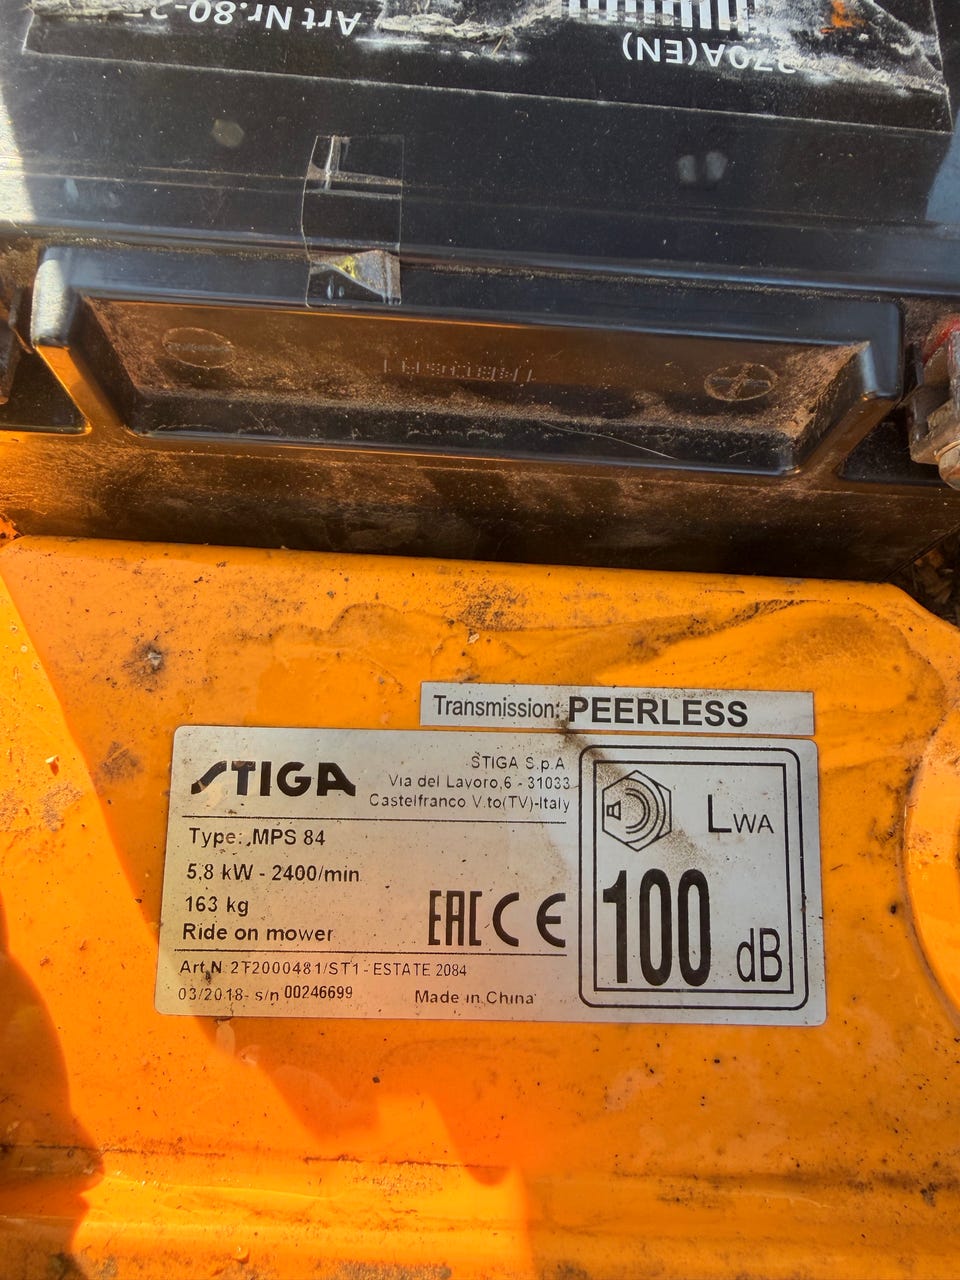 Art Nr.80-2
270A(EN)
Transmission: PEERLESS
STIGA
STIGA S.p.A
Via del Lavoro,6 - 31033
Castelfranco V.to(TV)-Italy
Type: MPS 84
5,8 kW - 2400/min
163 kg
Ride on mower
EAC CE
Art.N 2T2000481/ST1 - ESTATE 2084
03/2018- s/n 00246699
Made in China
LWA
100 dB